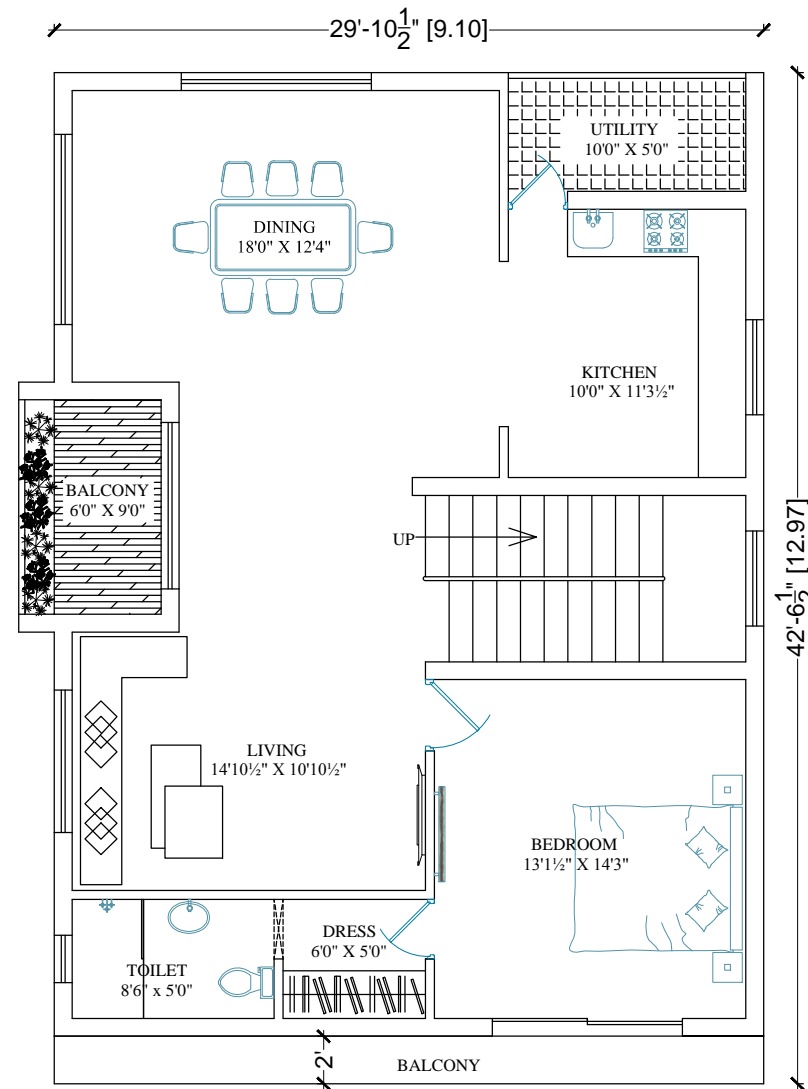 29'-10½" [9.10]
UTILITY
10'0" X 5'0"
DINING
18'0" X 12'4"
KITCHEN
10'0" X 11'3½"
BALCONY
6'0" X 9'0"
UP
42'-6½" [12.97]
LIVING
14'10½" X 10'10½"
BEDROOM
13'1½" X 14'3"
DRESS
6'0" X 5'0"
TOILET
8'6" x 5'0"
2'
BALCONY